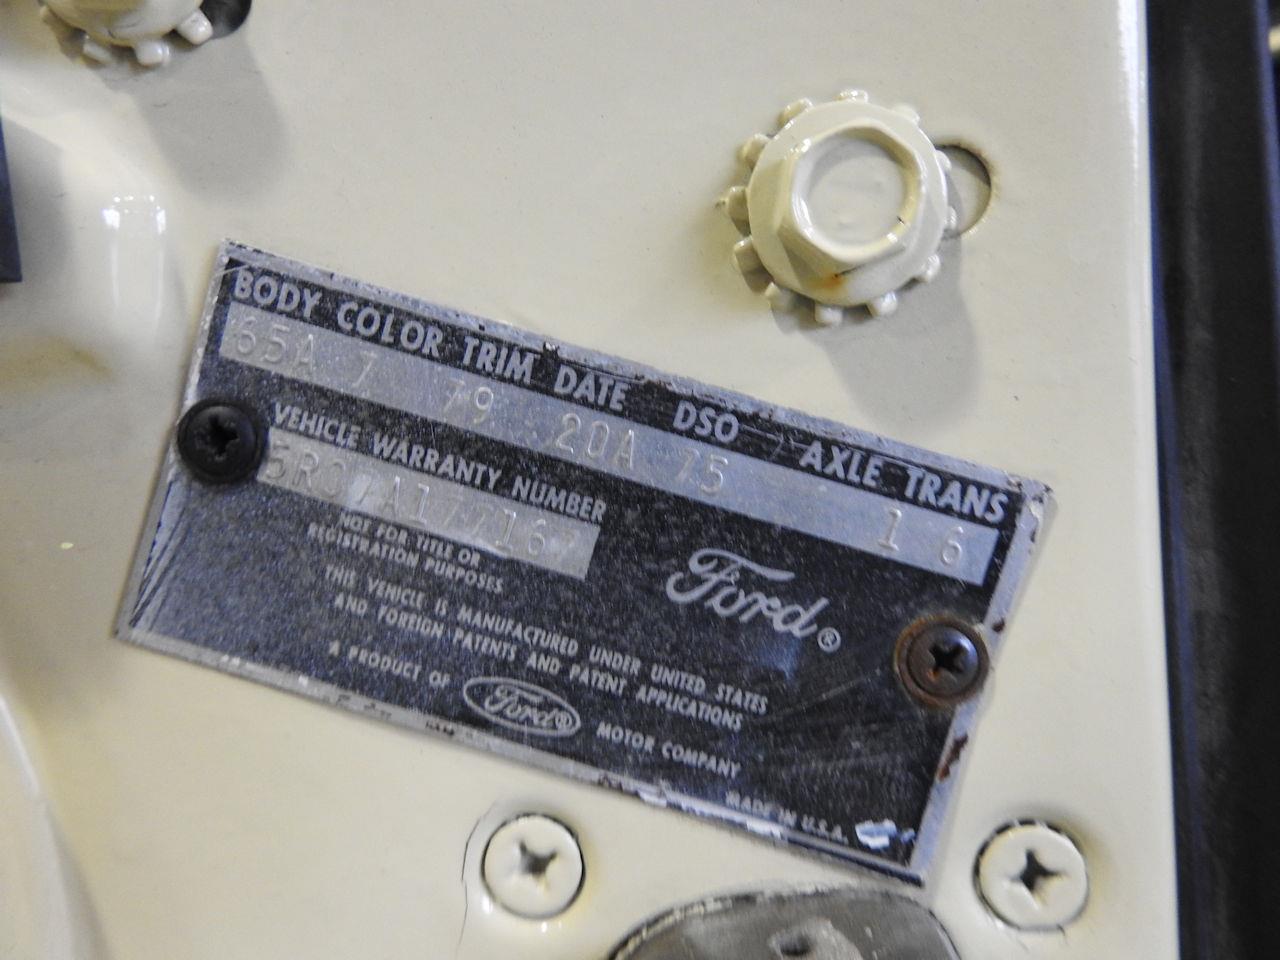 BODY COLOR TRIM DATE DSO AXLE TRANS
65A 7 79 20A 75 1 6
VEHICLE WARRANTY NUMBER
5R07A177167
NOT FOR TITLE OR
REGISTRATION PURPOSES
Ford®
THIS VEHICLE IS MANUFACTURED UNDER UNITED STATES
AND FOREIGN PATENTS AND PATENT APPLICATIONS
A PRODUCT OF Ford® MOTOR COMPANY
MADE IN U.S.A.